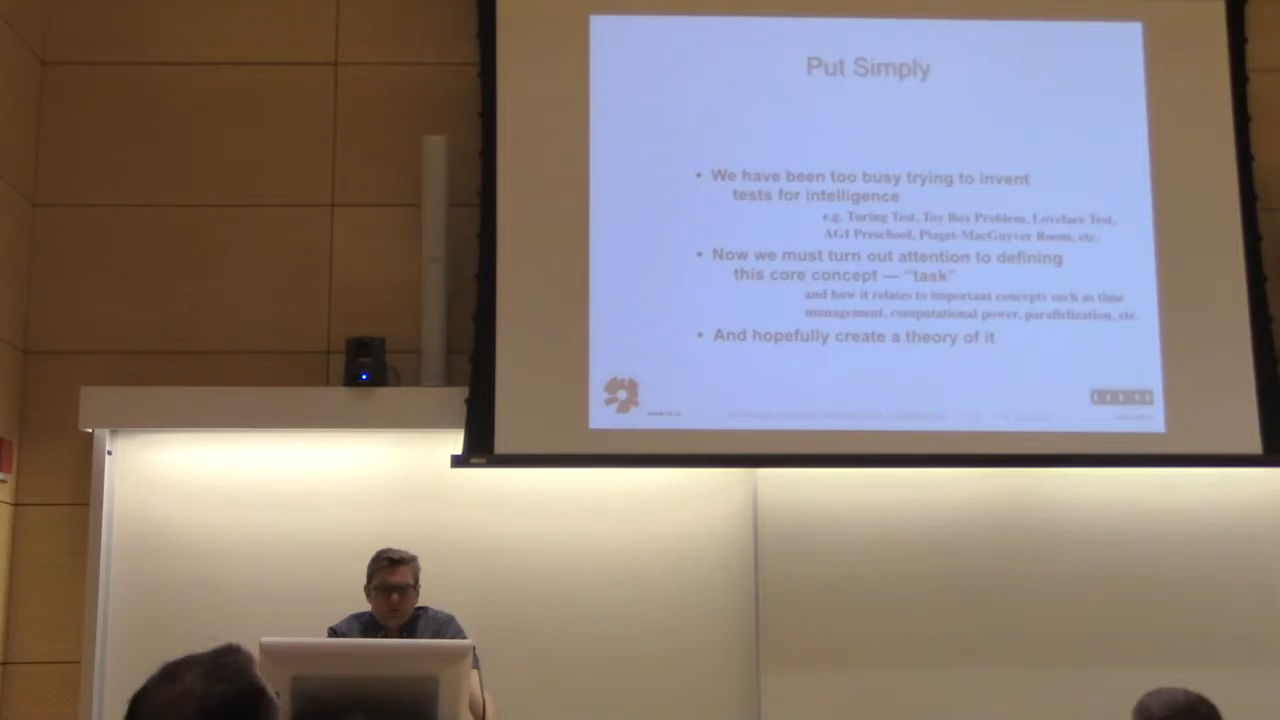 Put Simply
• We have been too busy trying to invent
tests for intelligence
e.g. Turing Test, Toy Box Problem, Lovelace Test,
AGI Preschool, Piaget-MacGuyver Room, etc.
• Now we must turn out attention to defining
this core concept — "task"
and how it relates to important concepts such as time
management, computational power, parallelization, etc.
• And hopefully create a theory of it